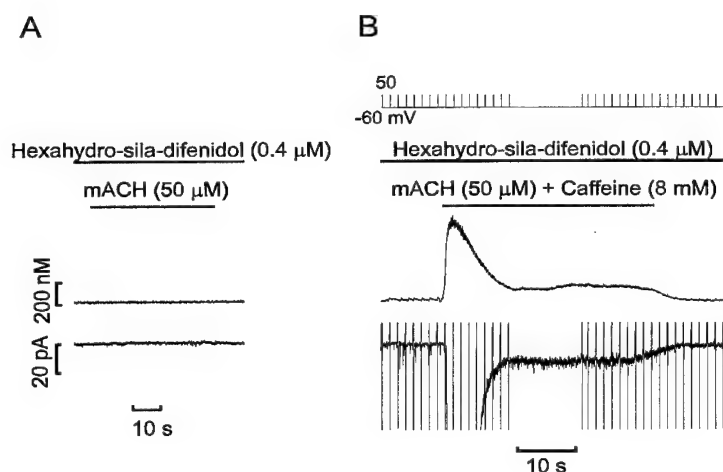 A
B
50
-60 mV
Hexahydro-sila-difenidol (0.4 µM)
Hexahydro-sila-difenidol (0.4 µM)
mACH (50 µM)
mACH (50 µM) + Caffeine (8 mM)
200 nM
20 pA
10 s
10 s